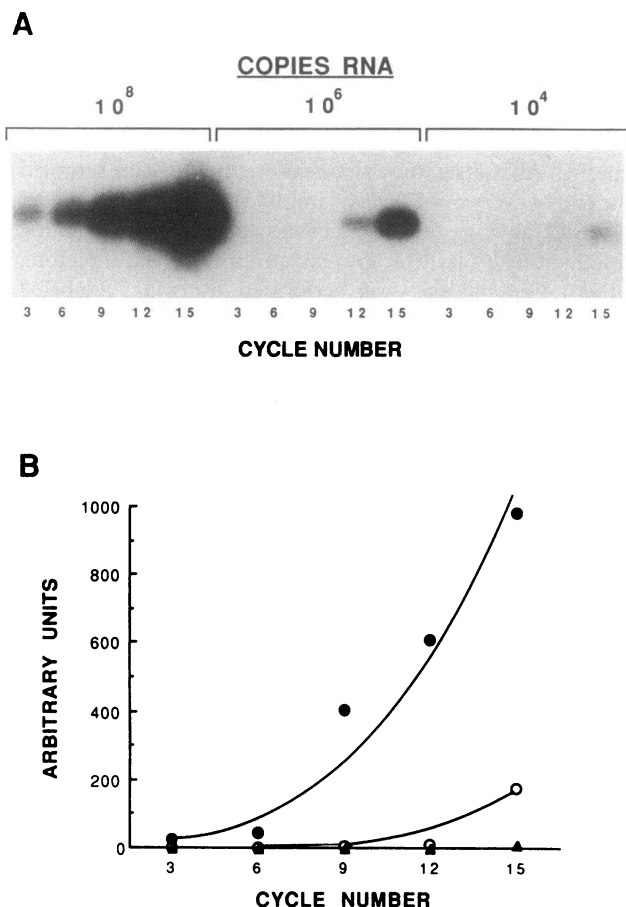 A
COPIES RNA
10^8 10^6 10^4
3 6 9 12 15 3 6 9 12 15 3 6 9 12 15
CYCLE NUMBER
B
1000
800
600
400
200
0
ARBITRARY UNITS
3 6 9 12 15
CYCLE NUMBER